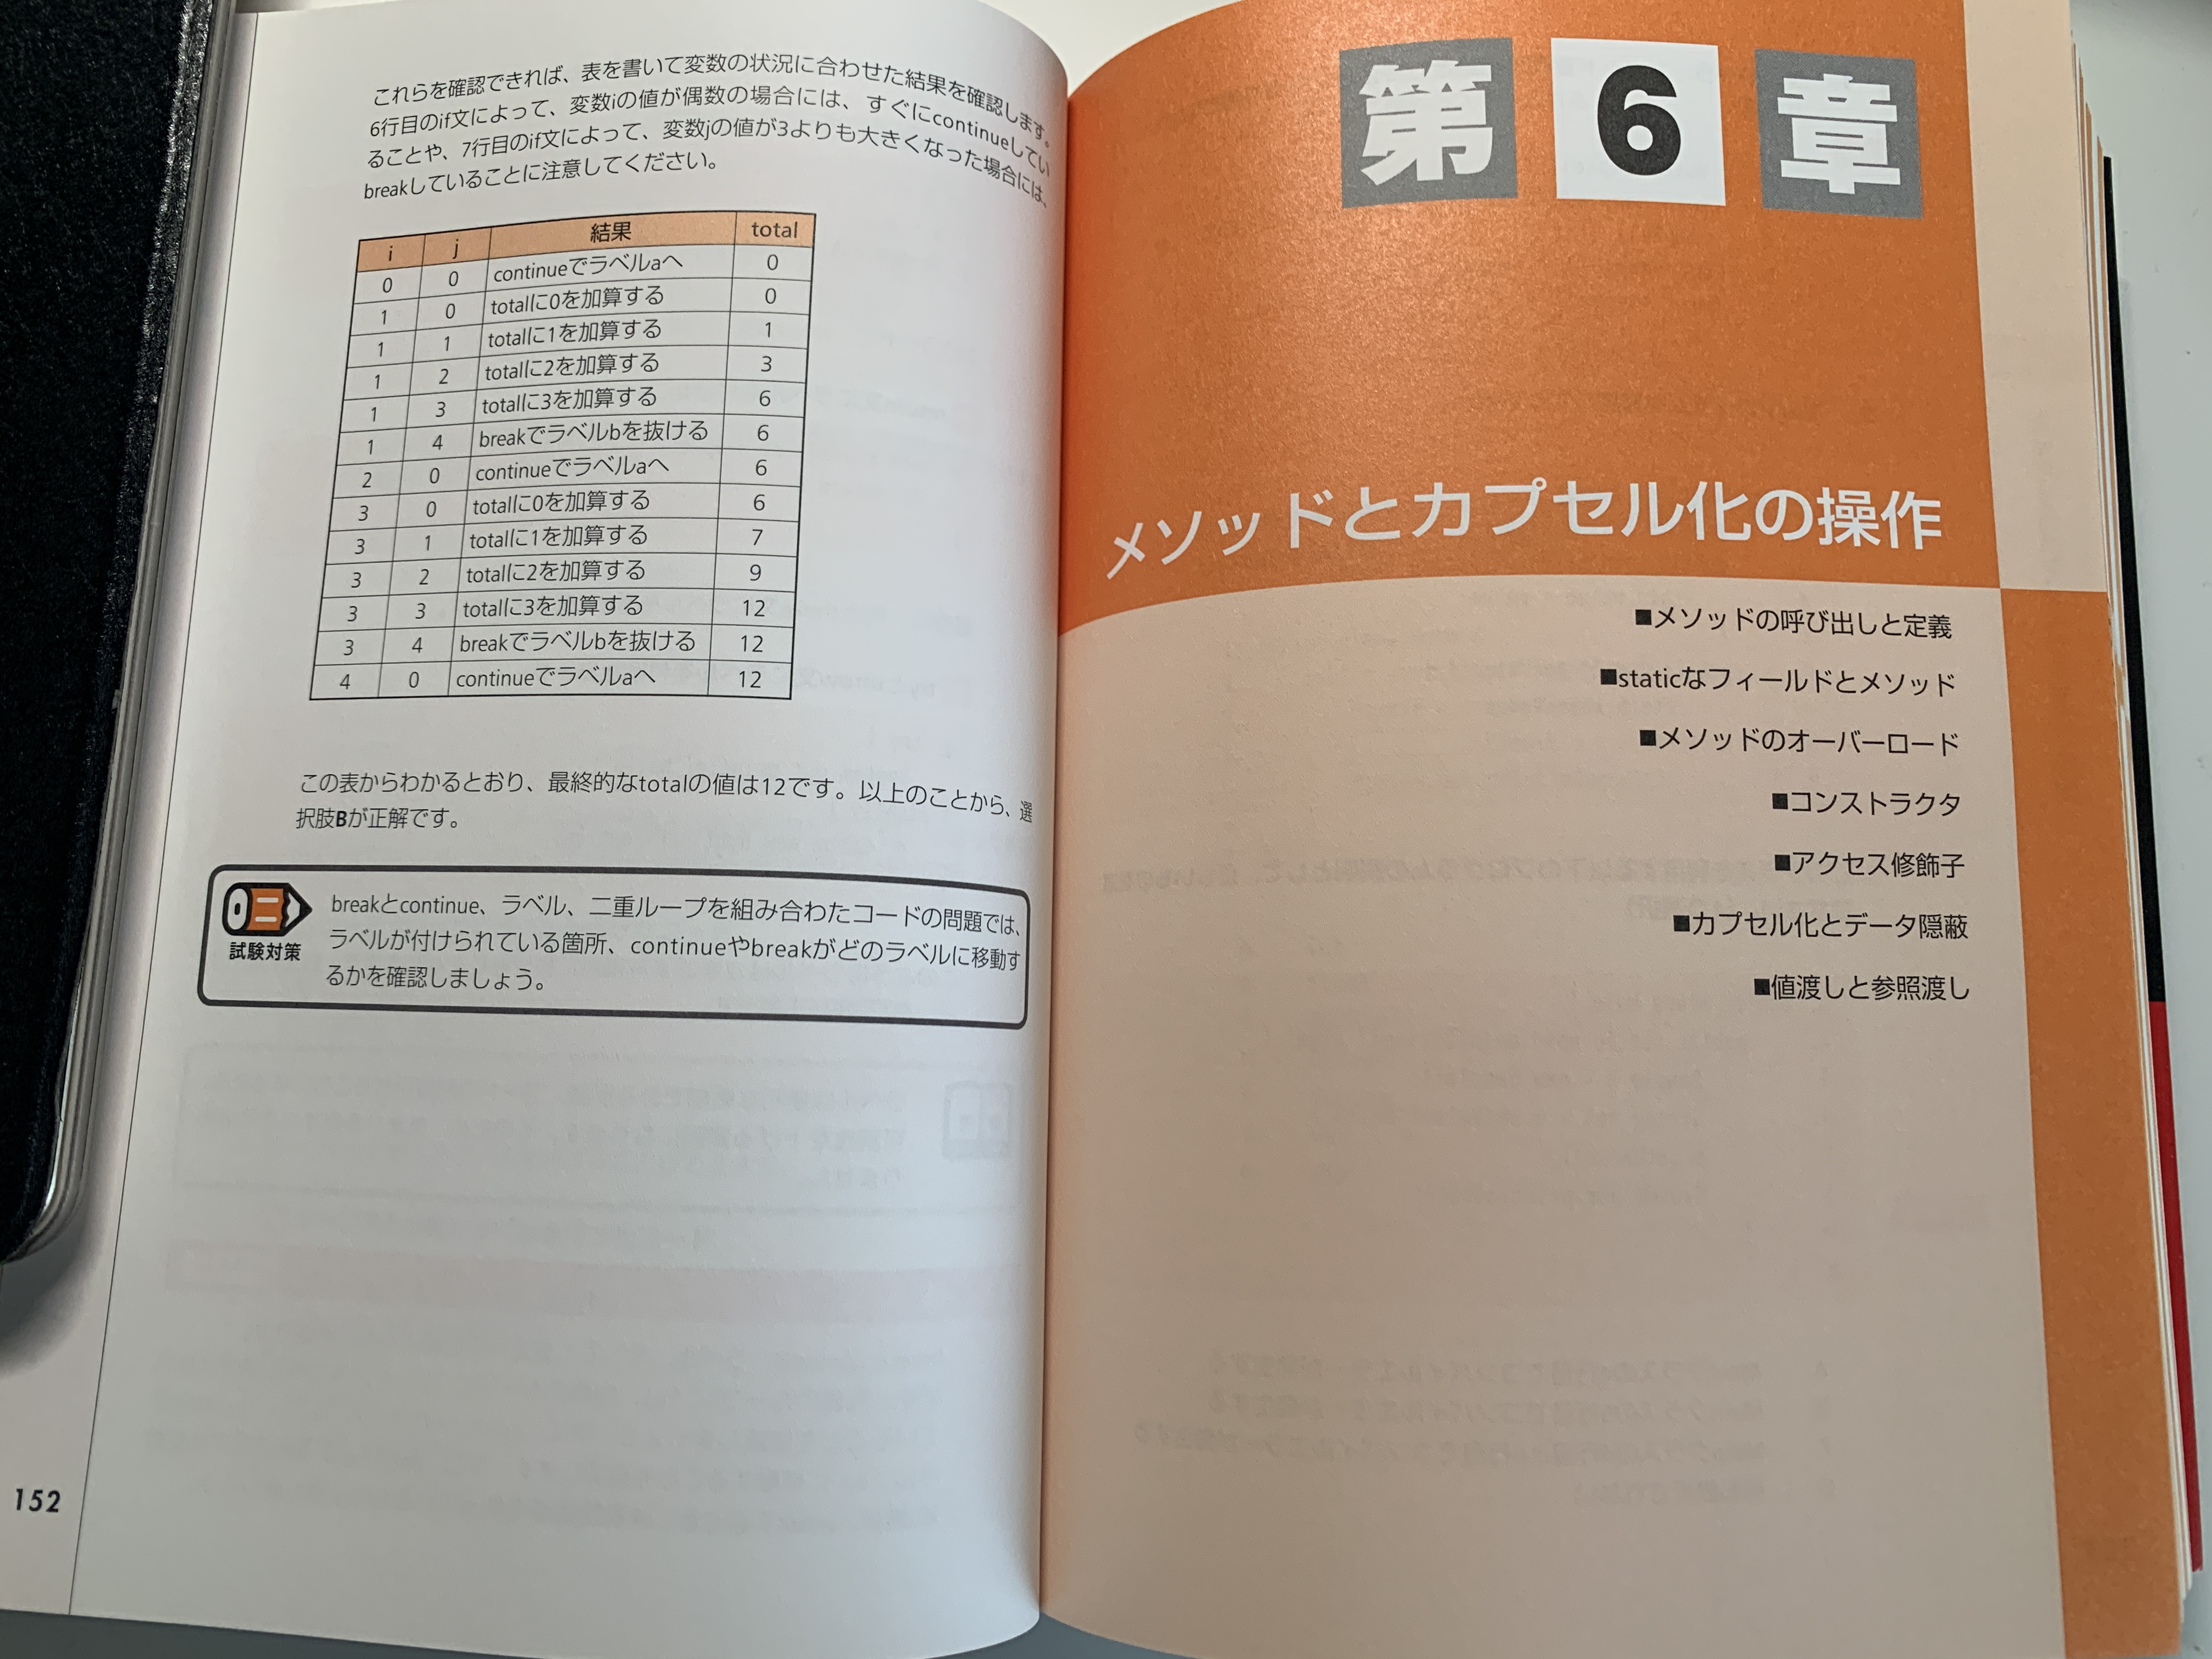 これらを確認できれば、表を書いて変数の状況に合わせた結果を確認します。
6行目のif文によって、変数iの値が偶数の場合には、すぐにcontinueしてい
ることや、7行目のif文によって、変数jの値が3よりも大きくなった場合には、
breakしていることに注意してください。
i j 結果 total
0 0 continueでラベルaへ 0
1 0 totalに0を加算する 0
1 1 totalに1を加算する 1
1 2 totalに2を加算する 3
1 3 totalに3を加算する 6
1 4 breakでラベルbを抜ける 6
2 0 continueでラベルaへ 6
3 0 totalに0を加算する 6
3 1 totalに1を加算する 7
3 2 totalに2を加算する 9
3 3 totalに3を加算する 12
3 4 breakでラベルbを抜ける 12
4 0 continueでラベルaへ 12
この表からわかるとおり、最終的なtotalの値は12です。以上のことから、選
択肢Bが正解です。
試験対策
breakとcontinue、ラベル、二重ループを組み合わたコードの問題では、
ラベルが付けられている箇所、continueやbreakがどのラベルに移動す
るかを確認しましょう。
152
第6章
メソッドとカプセル化の操作
■メソッドの呼び出しと定義
■staticなフィールドとメソッド
■メソッドのオーバーロード
■コンストラクタ
■アクセス修飾子
■カプセル化とデータ隠蔽
■値渡しと参照渡し